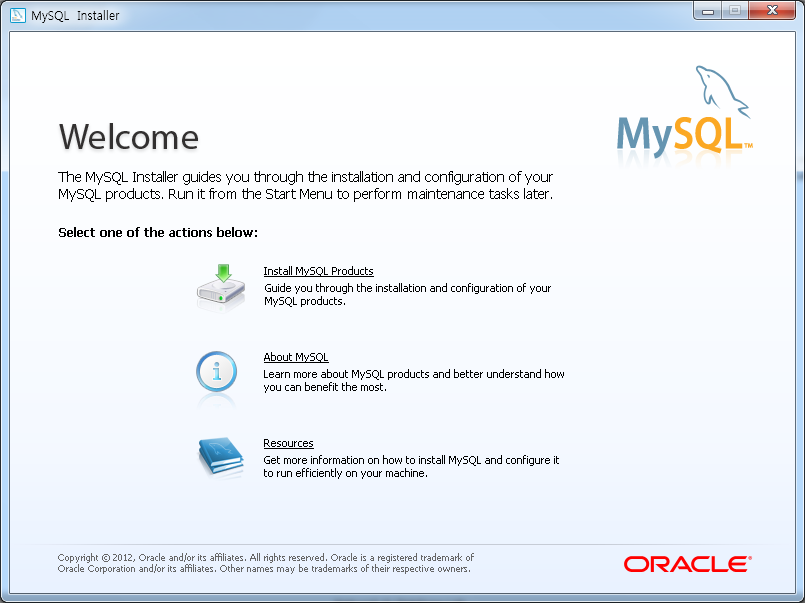 MySQL Installer
MySQL™
Welcome
The MySQL Installer guides you through the installation and configuration of your
MySQL products. Run it from the Start Menu to perform maintenance tasks later.
Select one of the actions below:
Install MySQL Products
Guide you through the installation and configuration of your
MySQL products.
About MySQL
Learn more about MySQL products and better understand how
you can benefit the most.
Resources
Get more information on how to install MySQL and configure it
to run efficiently on your machine.
Copyright © 2012, Oracle and/or its affiliates. All rights reserved. Oracle is a registered trademark of
Oracle Corporation and/or its affiliates. Other names may be trademarks of their respective owners.
ORACLE®